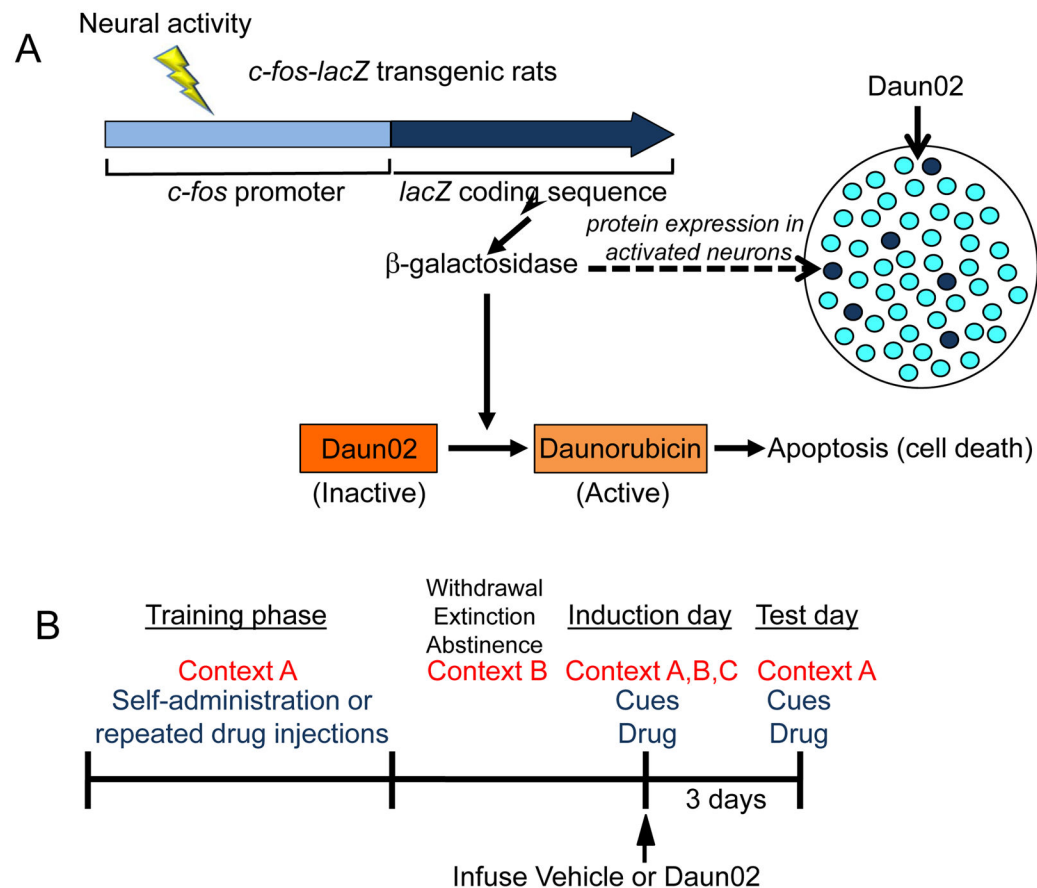 A
Neural activity
c-fos-lacZ transgenic rats
c-fos promoter
lacZ coding sequence
Daun02
protein expression in
activated neurons
β-galactosidase
Daun02
(Inactive)
Daunorubicin
(Active)
Apoptosis (cell death)
B
Training phase
Context A
Self-administration or
repeated drug injections
Withdrawal
Extinction
Abstinence
Context B
Induction day
Context A,B,C
Cues
Drug
Test day
Context A
Cues
Drug
3 days
Infuse Vehicle or Daun02